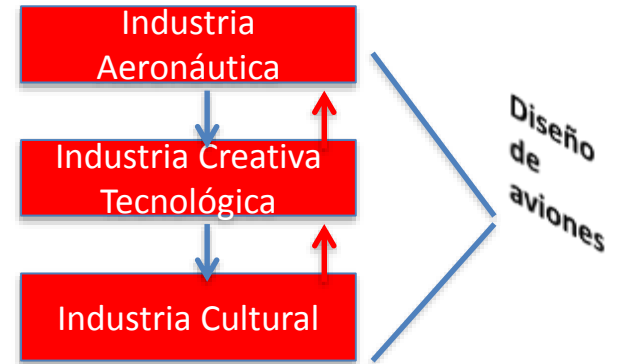 Industria
Aeronáutica
Industria Creativa
Tecnológica
Industria Cultural
Diseño
de
aviones